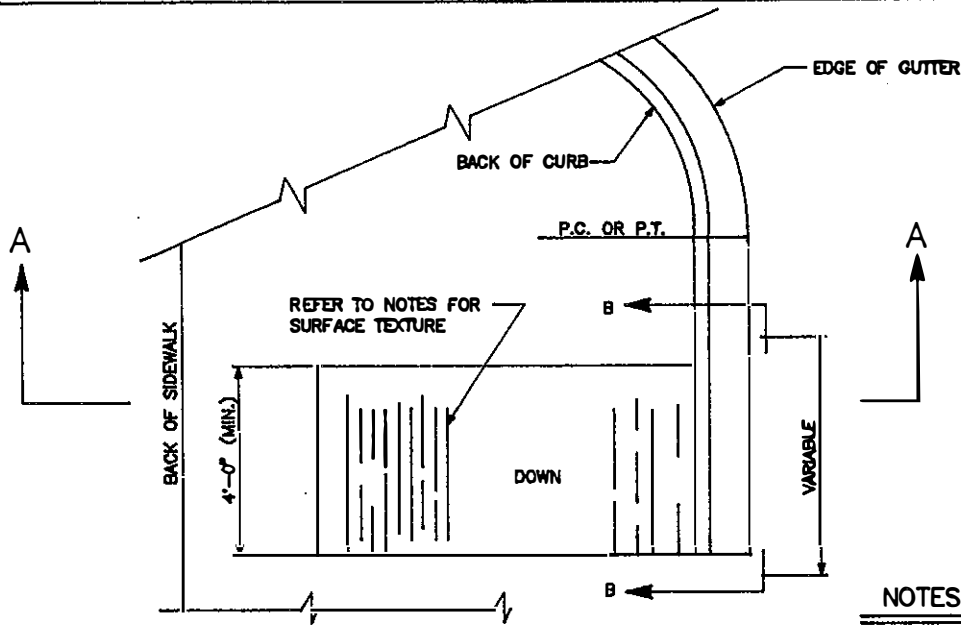 EDGE OF GUTTER
BACK OF CURB
P.C. OR P.T.
A
A
REFER TO NOTES FOR
SURFACE TEXTURE
B
BACK OF SIDEWALK
4'-0" (MIN.)
DOWN
VARIABLE
B
NOTES